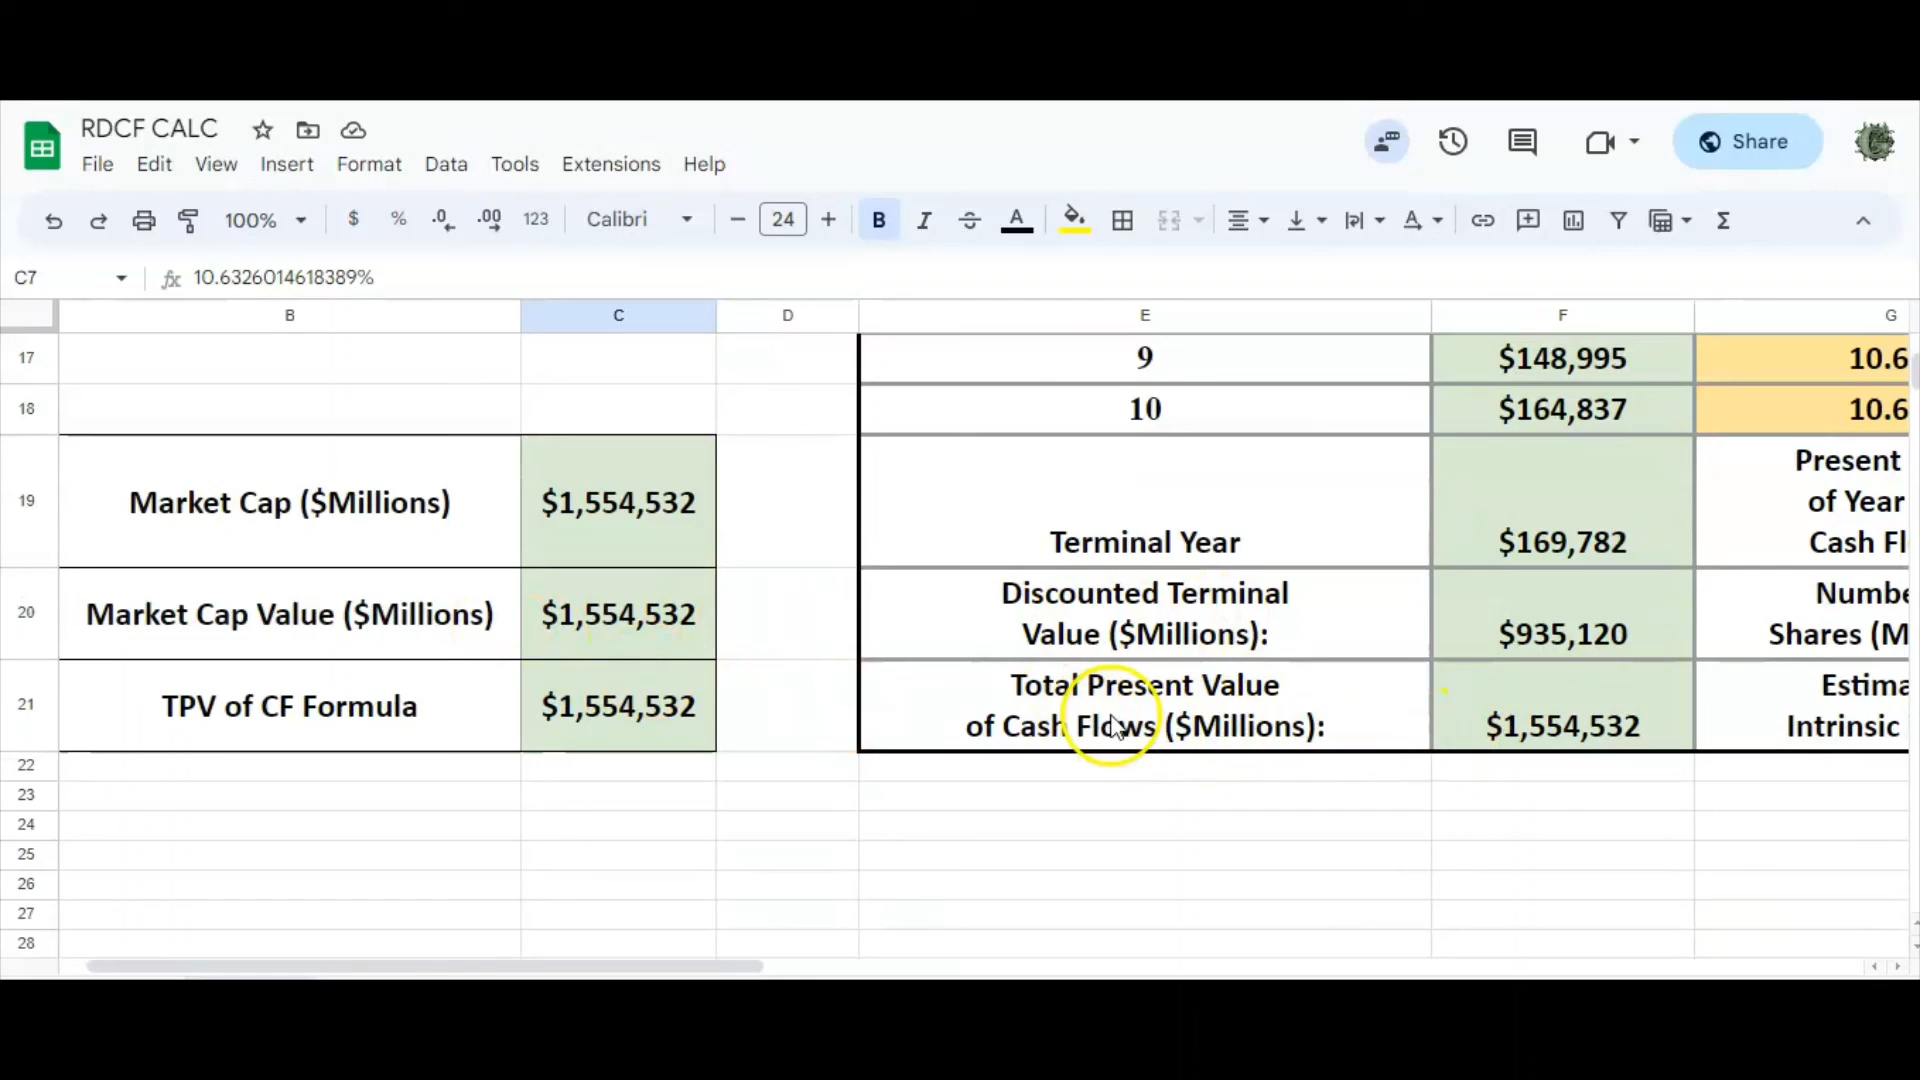 RDCF CALC
File Edit View Insert Format Data Tools Extensions Help
Share
100% $ % .0 .00 123 Calibri 24 B I A
C7 fx 10.632601461838​9%
B C D E F G
17 9 $148,995 10.6
18 10 $164,837 10.6
19 Market Cap ($Millions) $1,554,532 Terminal Year $169,782 Present
of Year
Cash Fl
20 Market Cap Value ($Millions) $1,554,532 Discounted Terminal
Value ($Millions): $935,120 Numbe
Shares (M
21 TPV of CF Formula $1,554,532 Total Present Value
of Cash Flows ($Millions): $1,554,532 Estima
Intrinsic
22
23
24
25
26
27
28